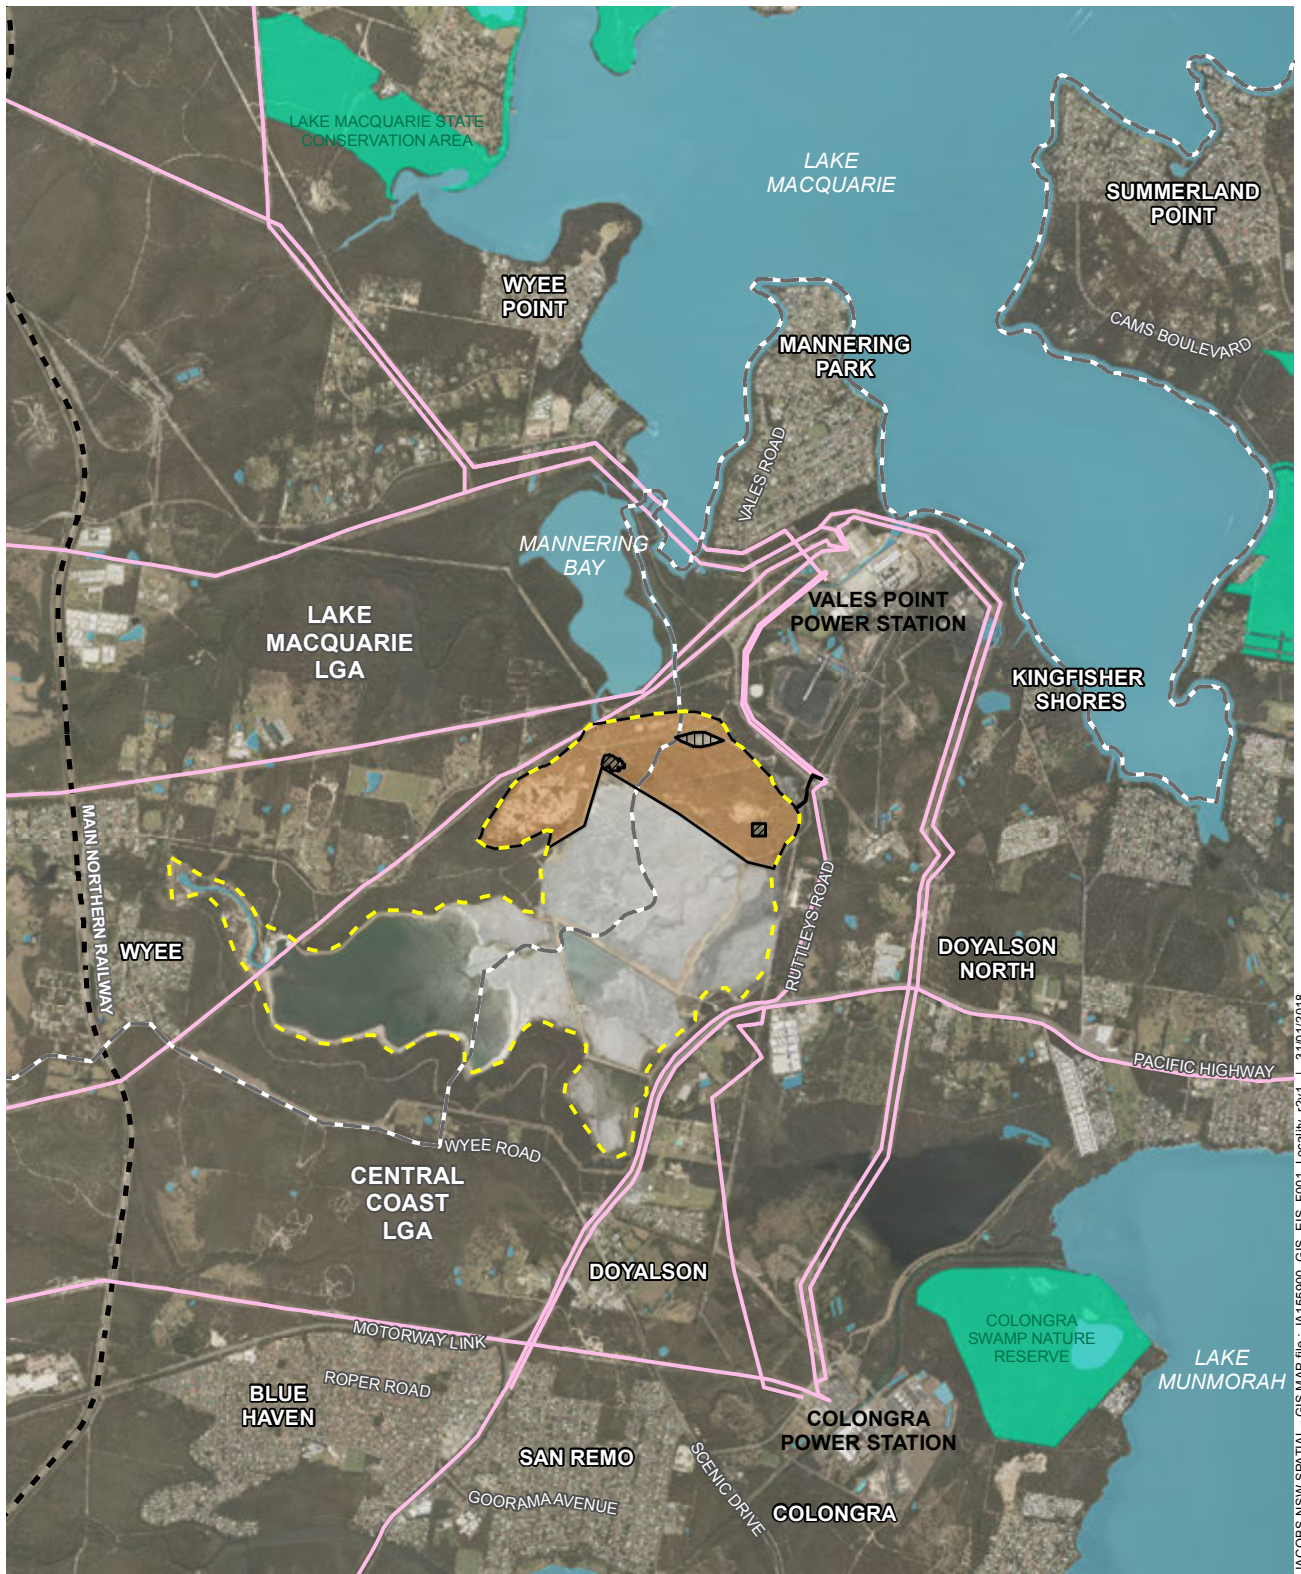 LAKE MACQUARIE STATE
CONSERVATION AREA
LAKE
MACQUARIE
SUMMERLAND
POINT
WYEE
POINT
CAMS BOULEVARD
MANNERING
PARK
VALES ROAD
MANNERING
BAY
VALES POINT
POWER STATION
LAKE
MACQUARIE
LGA
KINGFISHER
SHORES
MAIN NORTHERN RAILWAY
RUTTLEYS ROAD
WYEE
DOYALSON
NORTH
PACIFIC HIGHWAY
WYEE ROAD
CENTRAL
COAST
LGA
DOYALSON
MOTORWAY LINK
COLONGRA
SWAMP NATURE
RESERVE
LAKE
MUNMORAH
ROPER ROAD
BLUE
HAVEN
COLONGRA
POWER STATION
SAN REMO
SCENIC DRIVE
GOORAMA AVENUE
COLONGRA